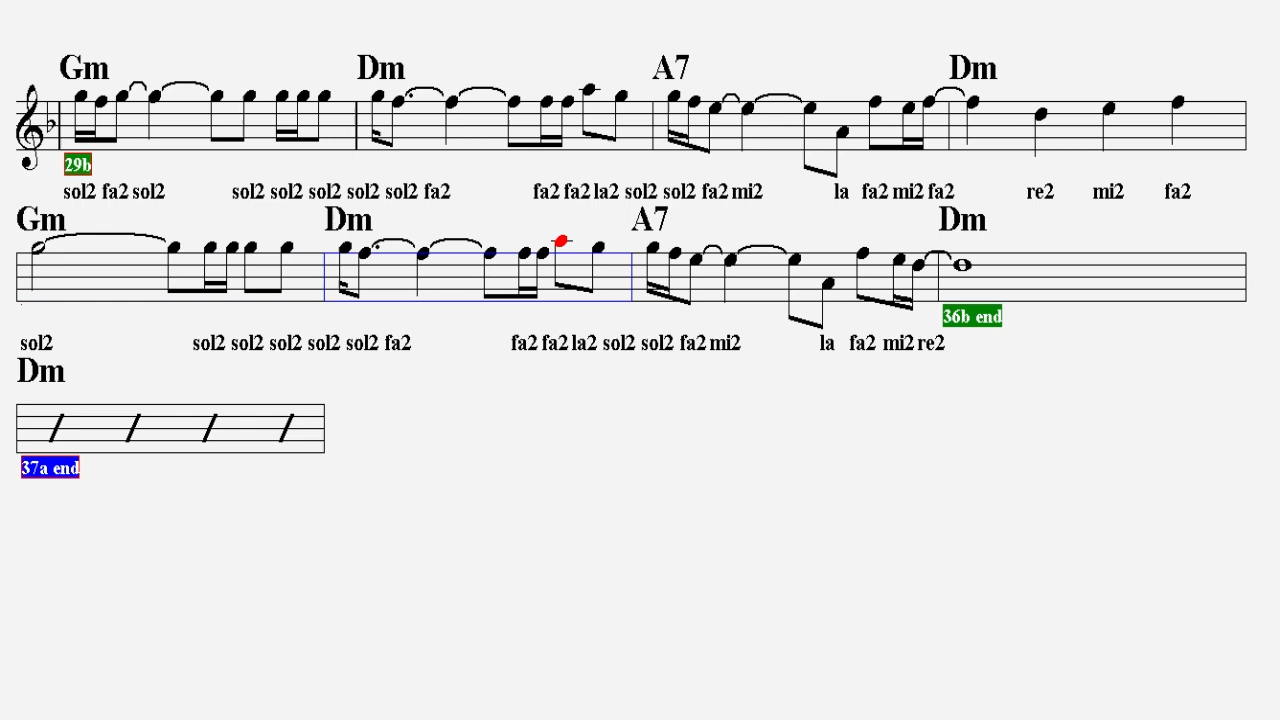 Gm Dm A7 Dm
29b
sol2 fa2 sol2 sol2 sol2 sol2 sol2 sol2 fa2 fa2 fa2 la2 sol2 sol2 fa2 mi2 la fa2 mi2 fa2 re2 mi2 fa2
Gm Dm A7 Dm
36b end
sol2 sol2 sol2 sol2 sol2 sol2 fa2 fa2 fa2 la2 sol2 sol2 fa2 mi2 la fa2 mi2 re2
Dm
37a end